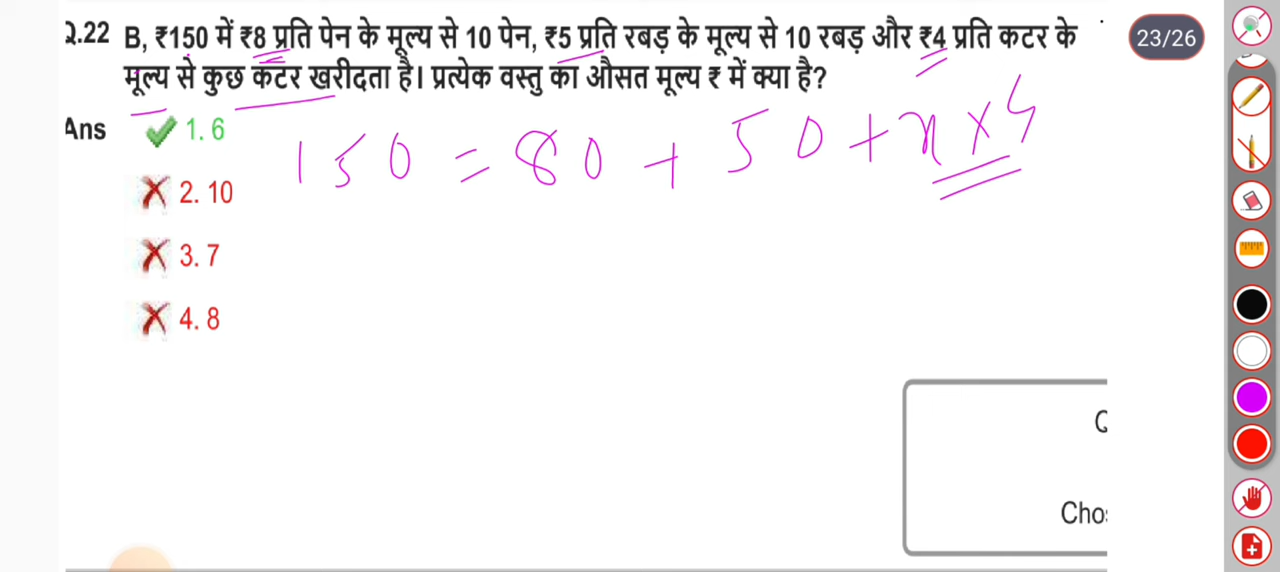 Q.22 B, ₹150 में ₹8 प्रति पेन के मूल्य से 10 पेन, ₹5 प्रति रबड़ के मूल्य से 10 रबड़ और ₹4 प्रति कटर के
मूल्य से कुछ कटर खरीदता है। प्रत्येक वस्तु का औसत मूल्य ₹ में क्या है?
23/26
Ans 1. 6
150 = 80 + 50 + x × 4
2. 10
3. 7
4. 8
Q
Cho